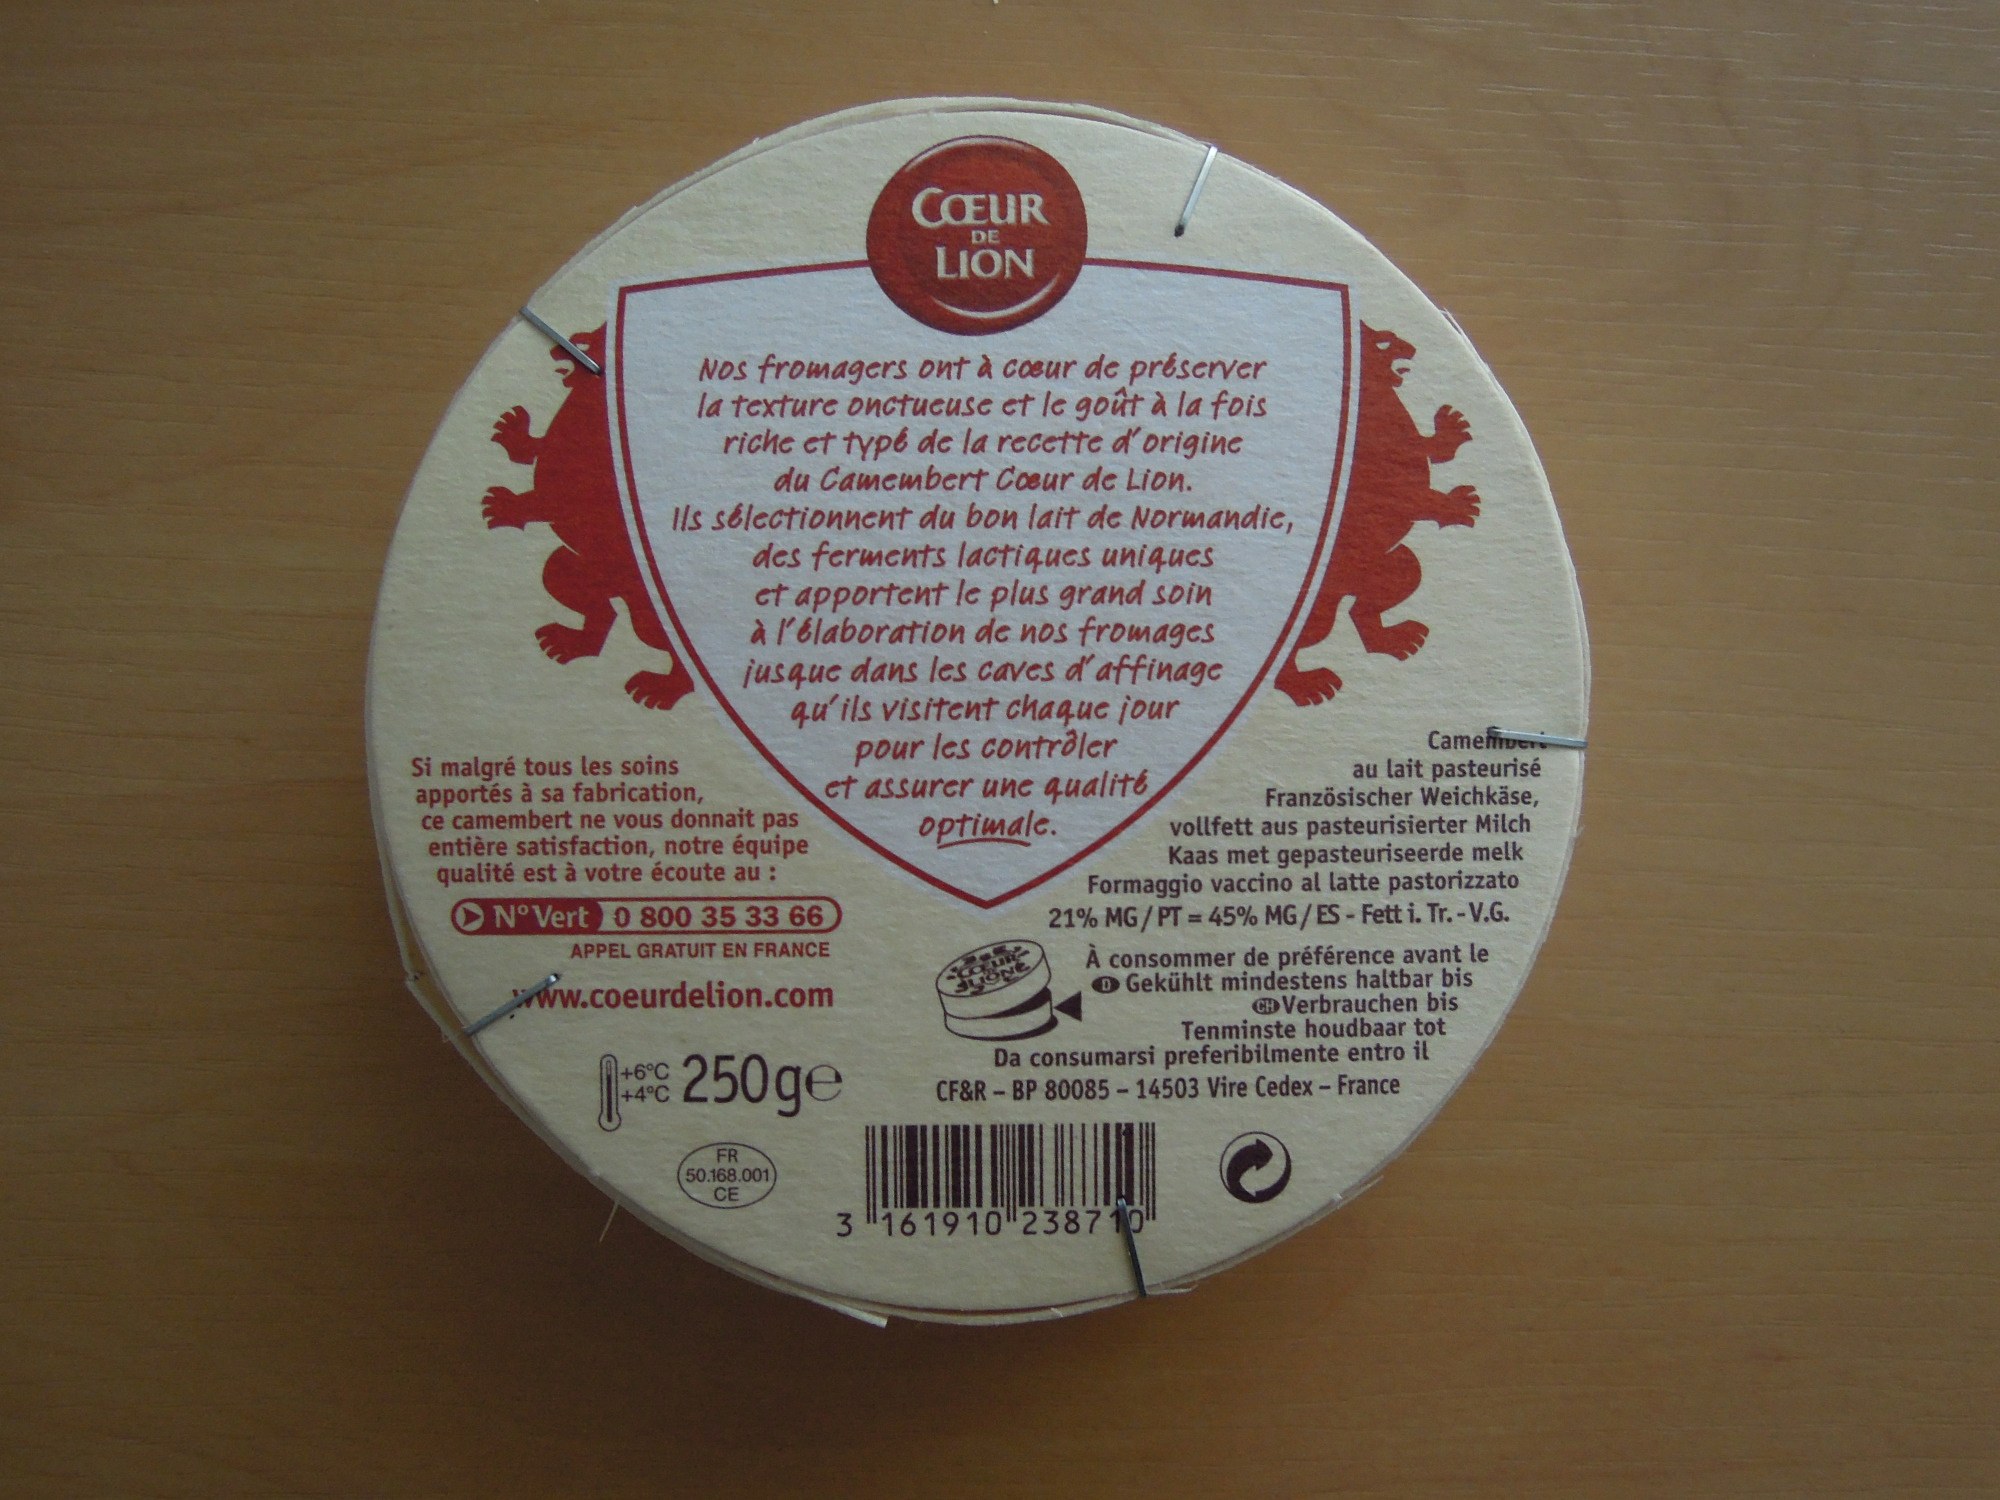 CŒUR
DE
LION
Nos fromagers ont à cœur de préserver
la texture onctueuse et le goût à la fois
riche et typé de la recette d'origine
du Camembert Cœur de Lion.
Ils sélectionnent du bon lait de Normandie,
des ferments lactiques uniques
et apportent le plus grand soin
à l'élaboration de nos fromages
jusque dans les caves d'affinage
qu'ils visitent chaque jour
pour les contrôler
et assurer une qualité
optimale.
Si malgré tous les soins
apportés à sa fabrication,
ce camembert ne vous donnait pas
entière satisfaction, notre équipe
qualité est à votre écoute au :
N° Vert 0 800 35 33 66
APPEL GRATUIT EN FRANCE
www.coeurdelion.com
+6°C
+4°C
250g e
FR
50.168.001
CE
Camembert
au lait pasteurisé
Französischer Weichkäse,
vollfett aus pasteurisierter Milch
Kaas met gepasteuriseerde melk
Formaggio vaccino al latte pastorizzato
21% MG/PT = 45% MG/ES - Fett i. Tr. - V.G.
À consommer de préférence avant le
D Gekühlt mindestens haltbar bis
CH Verbrauchen bis
Tenminste houdbaar tot
Da consumarsi preferibilmente entro il
CF&R – BP 80085 – 14503 Vire Cedex – France
3 161910 238710